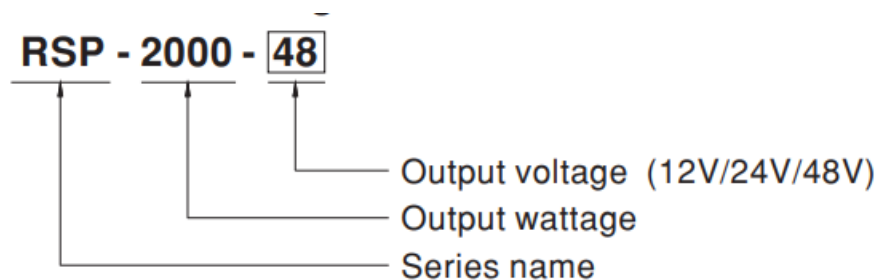 RSP - 2000 - 48
Output voltage (12V/24V/48V)
Output wattage
Series name